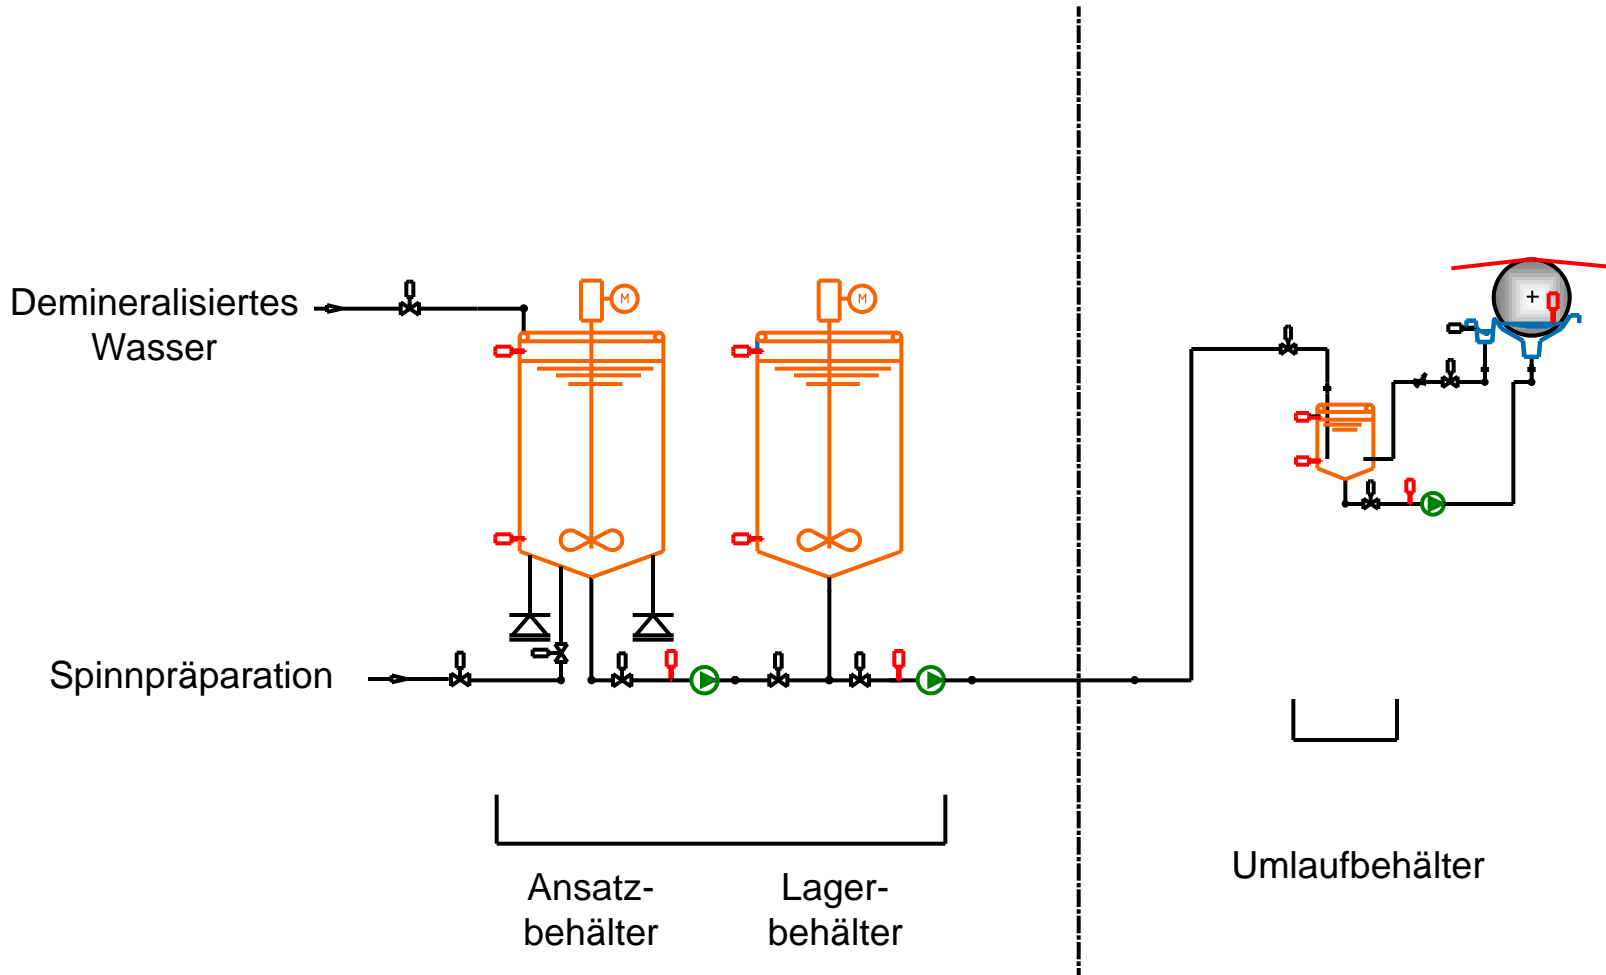 Demineralisiertes
Wasser
M
M
+
Spinnpräparation
Ansatz-
behälter
Lager-
behälter
Umlaufbehälter